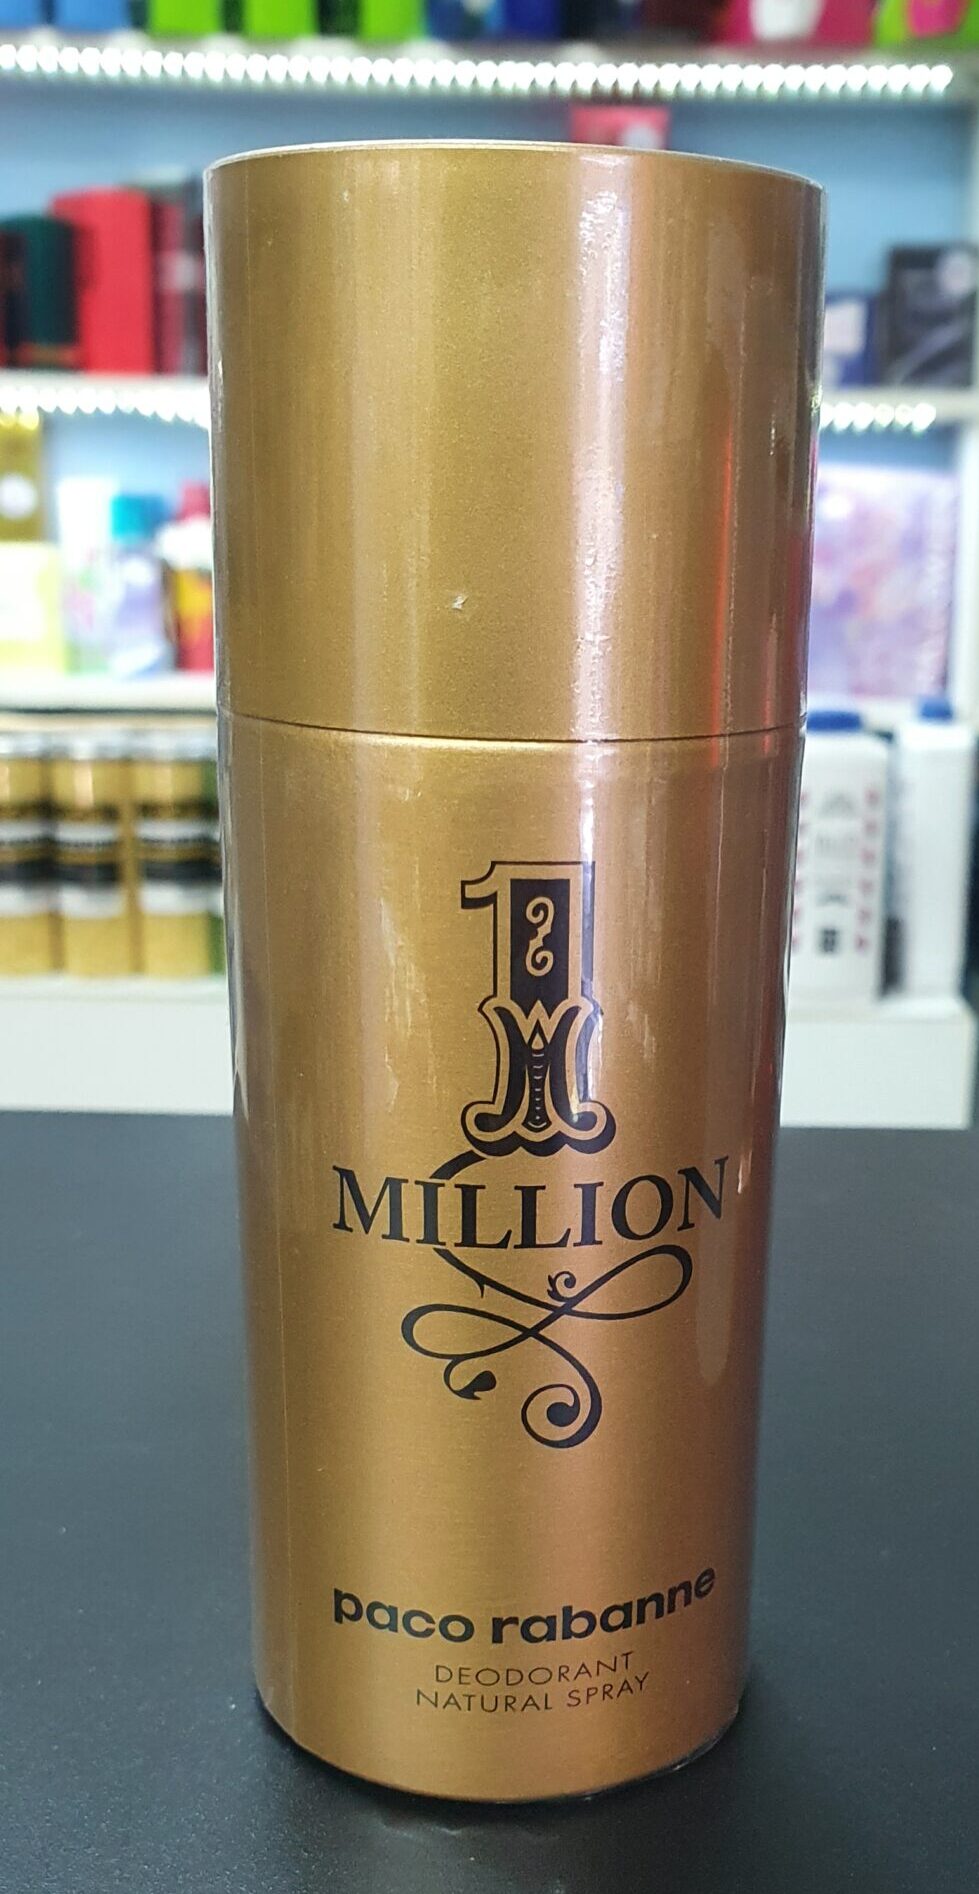 1
MILLION
paco rabanne
DEODORANT
NATURAL SPRAY